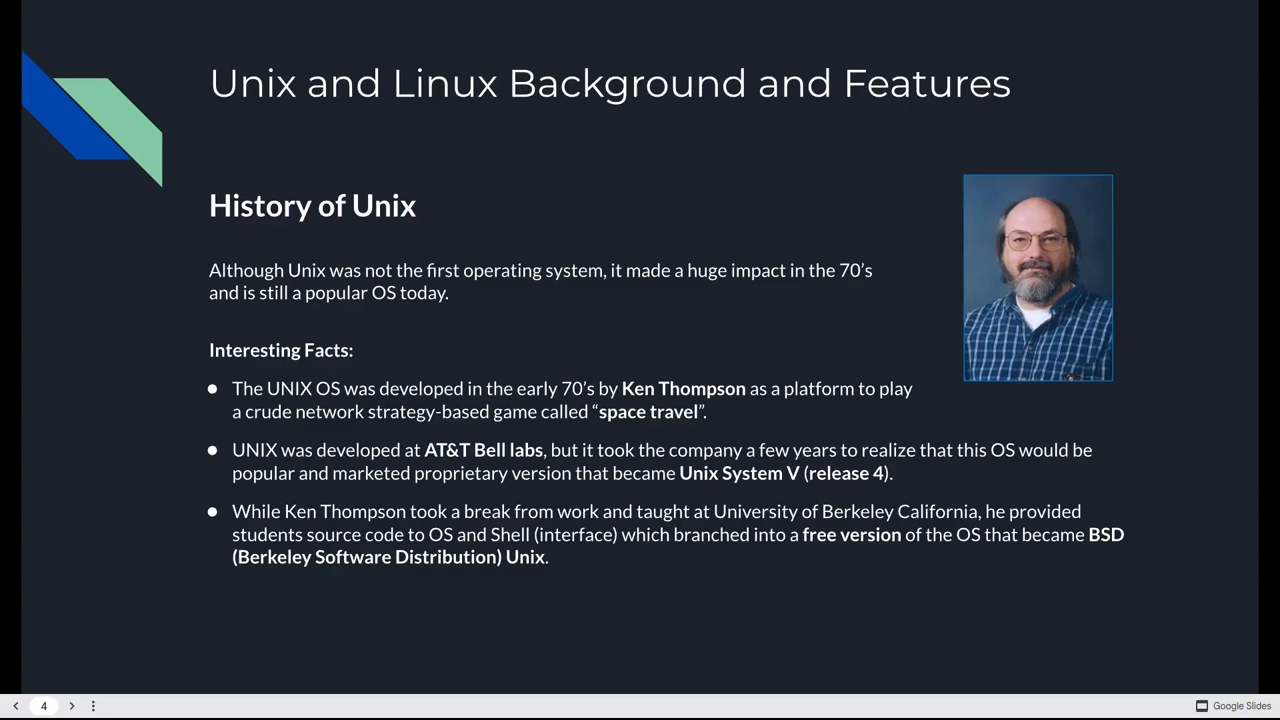 Unix and Linux Background and Features
History of Unix
Although Unix was not the first operating system, it made a huge impact in the 70’s
and is still a popular OS today.
Interesting Facts:
● The UNIX OS was developed in the early 70’s by Ken Thompson as a platform to play
a crude network strategy-based game called “space travel”.
● UNIX was developed at AT&T Bell labs, but it took the company a few years to realize that this OS would be
popular and marketed proprietary version that became Unix System V (release 4).
● While Ken Thompson took a break from work and taught at University of Berkeley California, he provided
students source code to OS and Shell (interface) which branched into a free version of the OS that became BSD
(Berkeley Software Distribution) Unix.
4
Google Slides